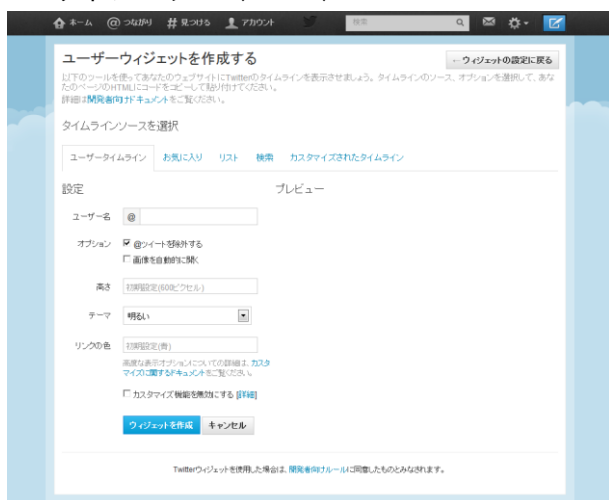 ホーム @ つながり # 見つける アカウント 検索
ユーザーウィジェットを作成する
←ウィジェットの設定に戻る
以下のツールを使ってあなたのウェブサイトにTwitterのタイムラインを表示させましょう。タイムラインのソース、オプションを選択して、あな
たのページのHTMLにコードをコピーして貼り付けてください。
詳細は開発者向けドキュメントをご覧ください。
タイムラインソースを選択
ユーザータイムライン お気に入り リスト 検索 カスタマイズされたタイムライン
設定 プレビュー
ユーザー名 @
オプション @ツイートを除外する
画像を自動的に開く
高さ 初期設定(600ピクセル)
テーマ 明るい
リンクの色 初期設定(青)
高度な表示オプションについての詳細は、カスタ
マイズに関するドキュメントをご覧ください。
カスタマイズ機能を無効にする [詳細]
ウィジェットを作成 キャンセル
Twitterウィジェットを使用した場合は、開発者向けルールに同意したものとみなされます。